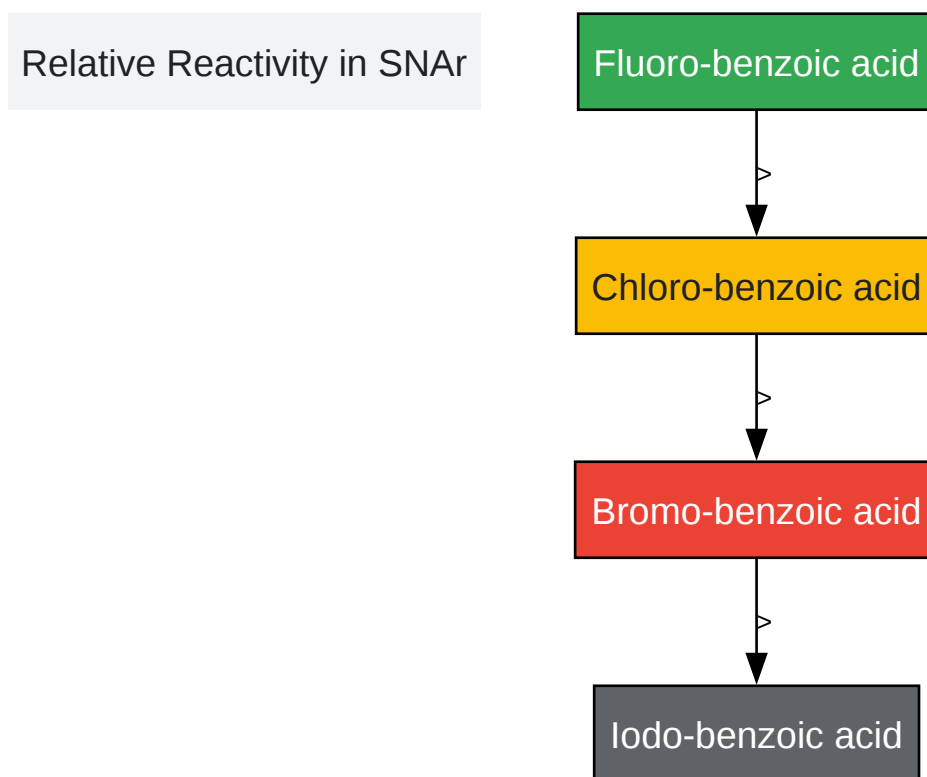 Relative Reactivity in SNAr
Fluoro-benzoic acid
>
Chloro-benzoic acid
>
Bromo-benzoic acid
>
Iodo-benzoic acid